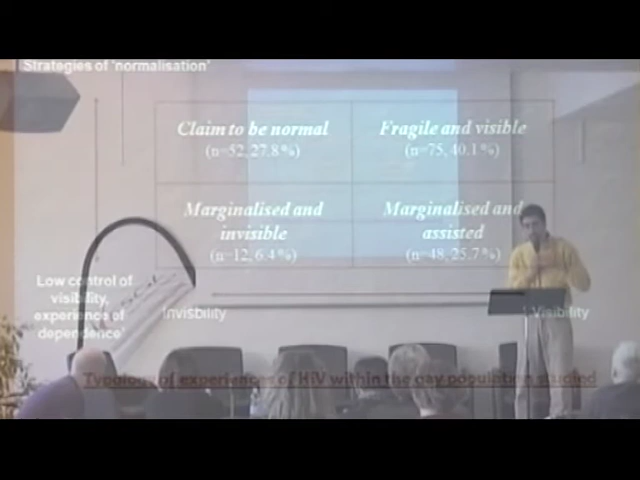 Strategies of 'normalisation'
Claim to be normal
(n=52, 27.8%)
Fragile and visible
(n=75, 40.1%)
Marginalised and
invisible
(n=12, 6.4%)
Marginalised and
assisted
(n=48, 25.7%)
Low control of
visibility,
experience of
dependence'
Invisbility
Visibility
Typology of experiences of HiV within the gay population studied